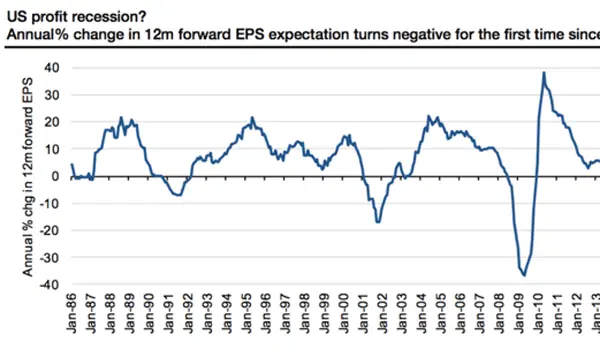 US profit recession?
Annual% change in 12m forward EPS expectation turns negative for the first time since
Annual % chg in 12m forward EPS
40
30
20
10
0
-10
-20
-30
-40
Jan-86
Jan-87
Jan-88
Jan-89
Jan-90
Jan-91
Jan-92
Jan-93
Jan-94
Jan-95
Jan-96
Jan-97
Jan-98
Jan-99
Jan-00
Jan-01
Jan-02
Jan-03
Jan-04
Jan-05
Jan-06
Jan-07
Jan-08
Jan-09
Jan-10
Jan-11
Jan-12
Jan-13